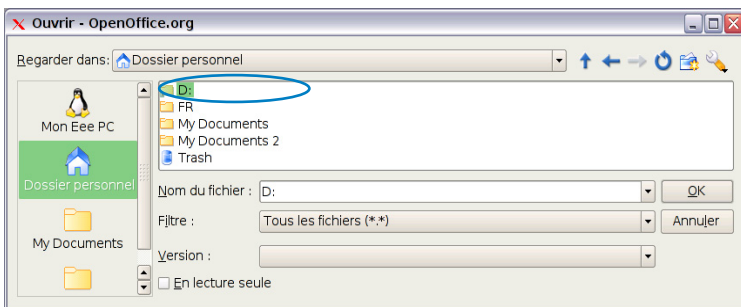 Ouvrir - OpenOffice.org
Regarder dans: Dossier personnel
Mon Eee PC
Dossier personnel
My Documents
D:
FR
My Documents
My Documents 2
Trash
Nom du fichier : D:
OK
Filtre : Tous les fichiers (*.*)
Annuler
Version :
En lecture seule